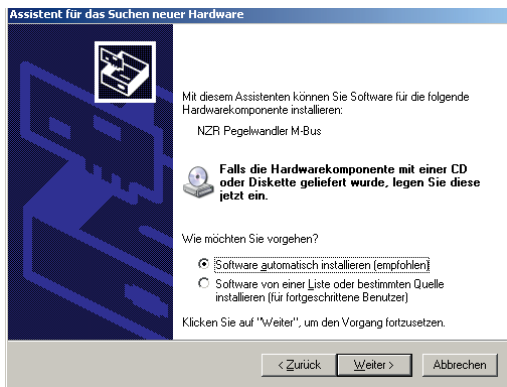 Assistent für das Suchen neuer Hardware
Mit diesem Assistenten können Sie Software für die folgende
Hardwarekomponente installieren:
NZR Pegelwandler M-Bus
Falls die Hardwarekomponente mit einer CD
oder Diskette geliefert wurde, legen Sie diese
jetzt ein.
Wie möchten Sie vorgehen?
Software automatisch installieren (empfohlen)
Software von einer Liste oder bestimmten Quelle
installieren (für fortgeschrittene Benutzer)
Klicken Sie auf "Weiter", um den Vorgang fortzusetzen.
< Zurück Weiter > Abbrechen